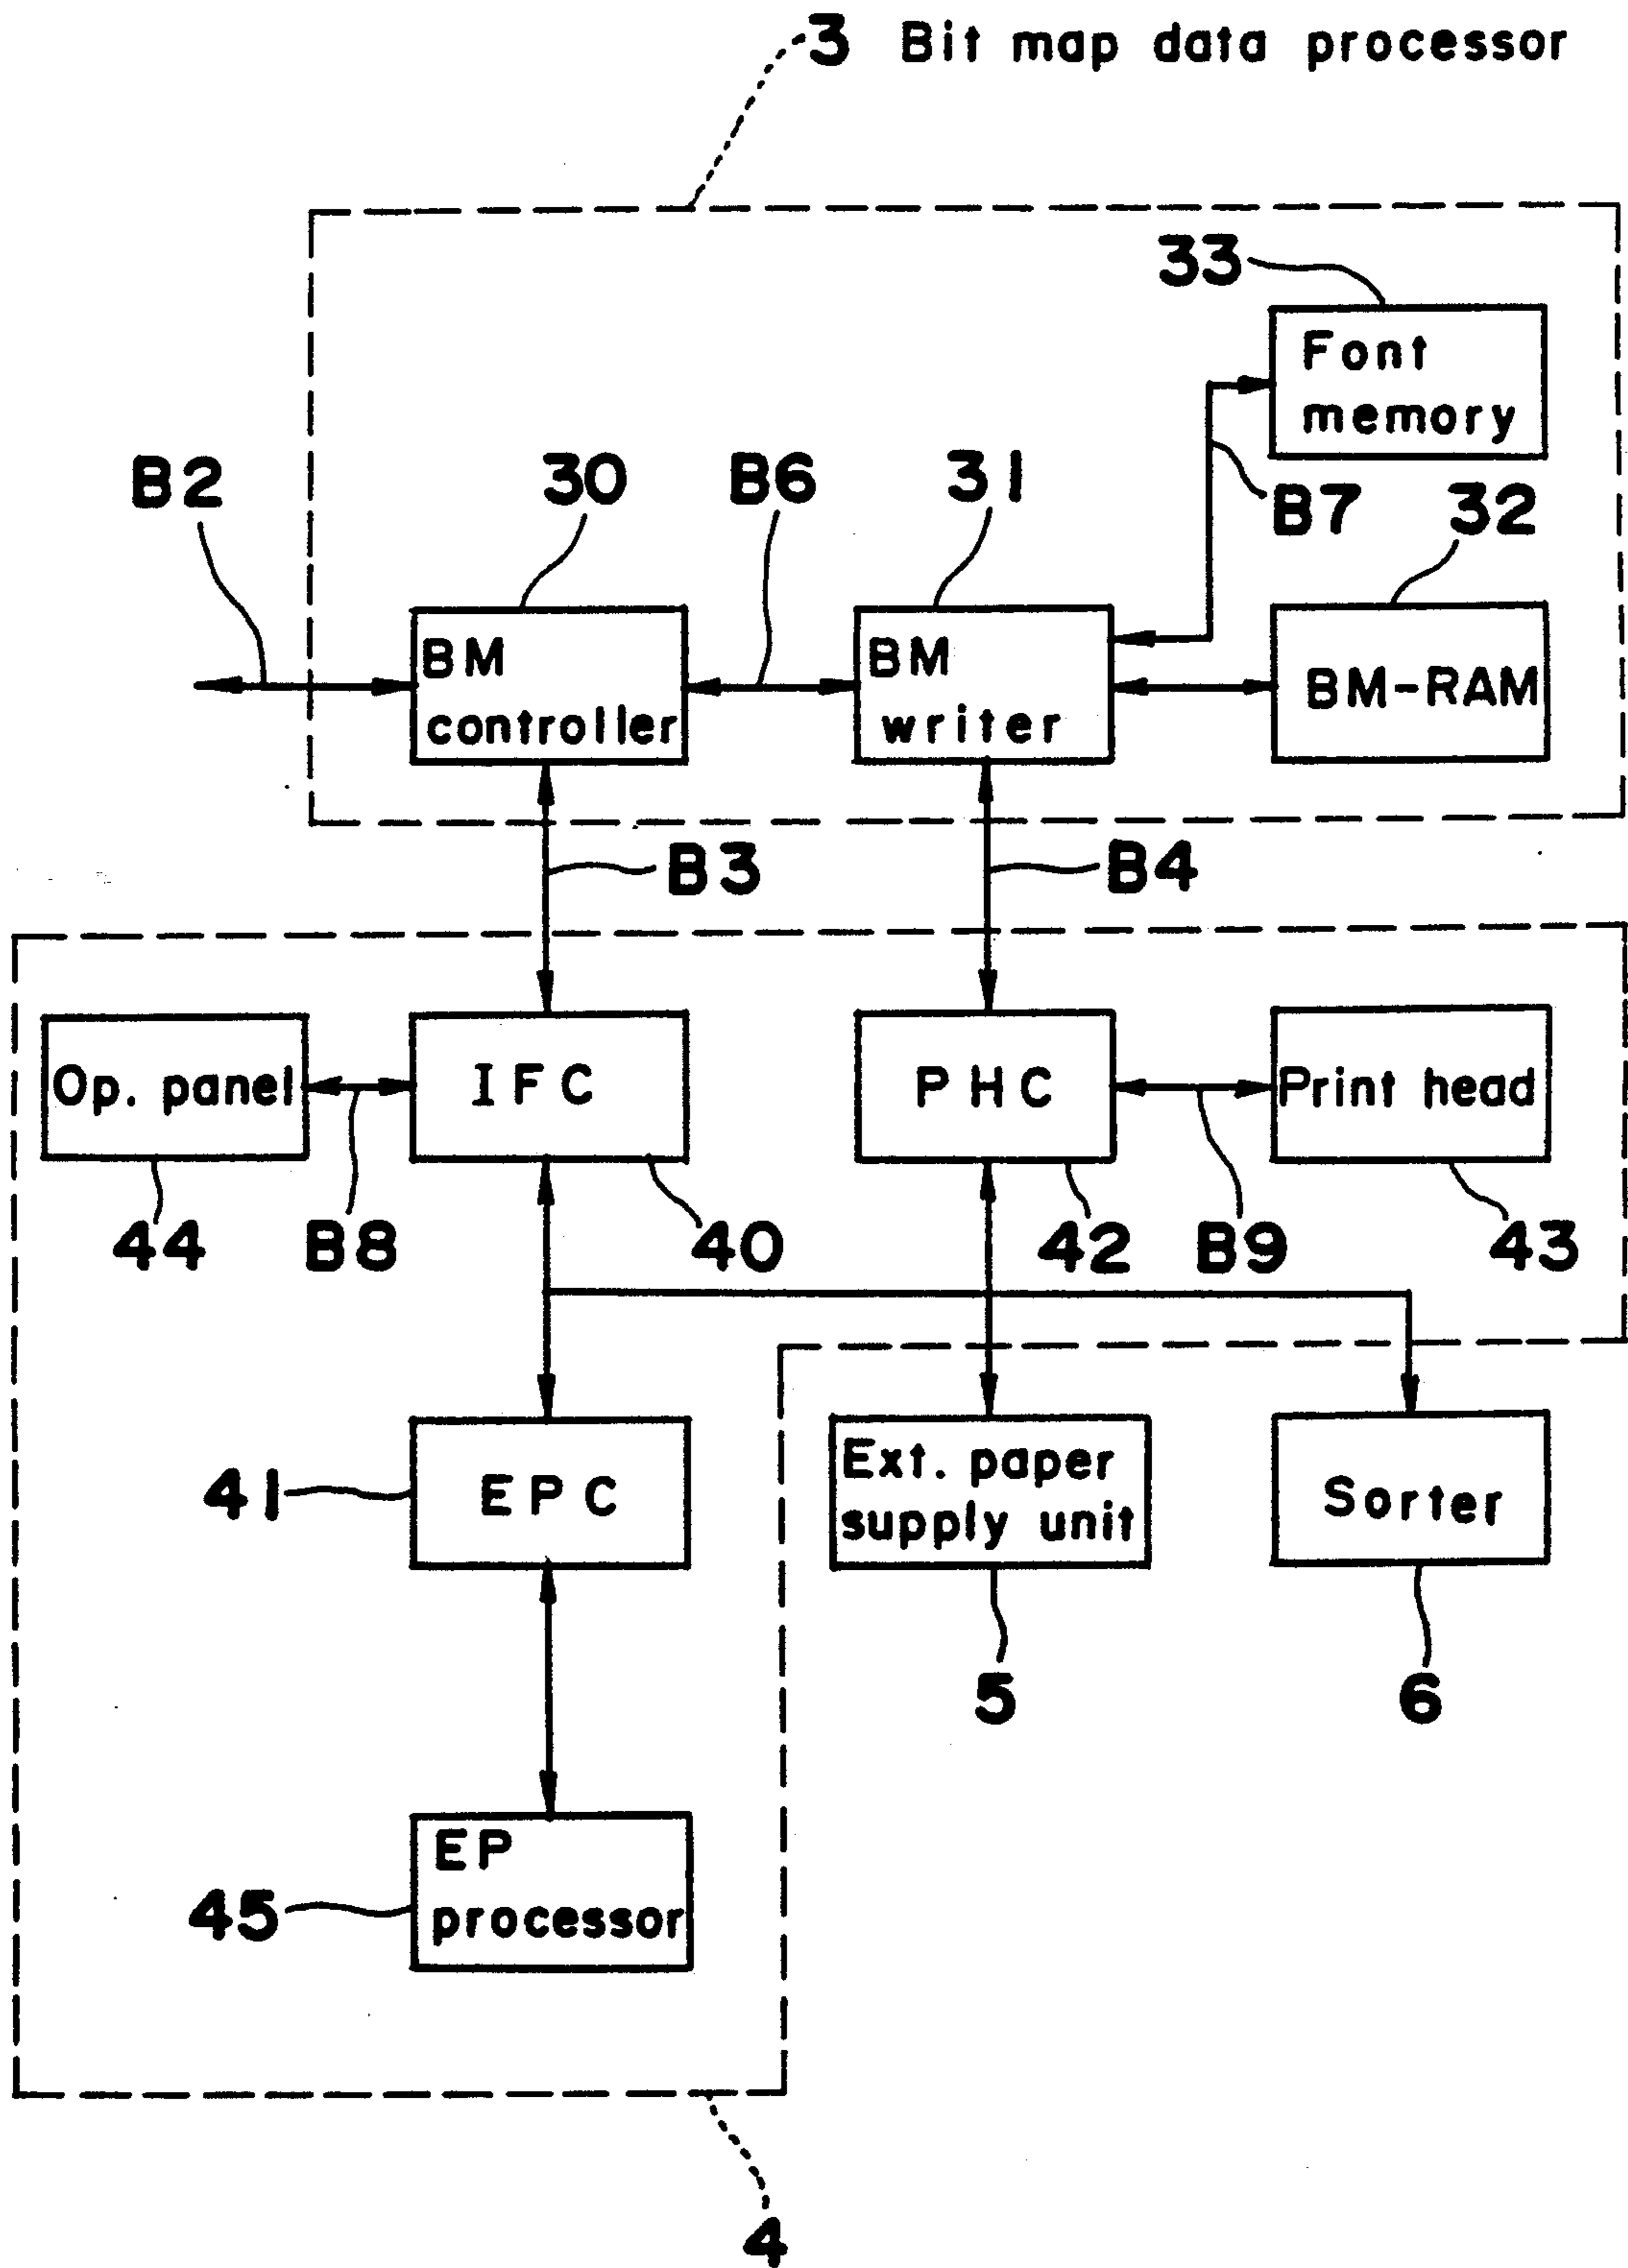 3 Bit map data processor
33
Font
memory
B2
30
B6
31
B7
32
BM
controller
BM
writer
BM-RAM
B3
B4
Op. panel
IFC
PHC
Print head
44
B8
40
42
B9
43
41
EPC
Ext. paper
supply unit
Sorter
5
6
EP
processor
45
4